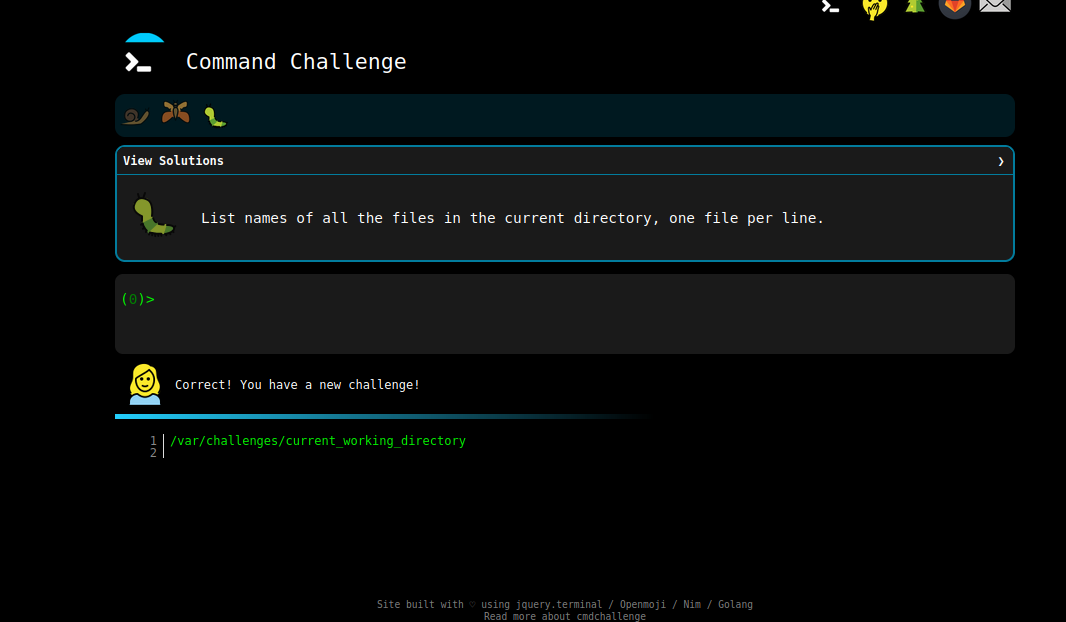 Command Challenge
View Solutions ❯
List names of all the files in the current directory, one file per line.
(0)>
Correct! You have a new challenge!
1 /var/challenges/current_working_directory
2
Site built with ♡ using jquery.terminal / Openmoji / Nim / Golang
Read more about cmdchallenge